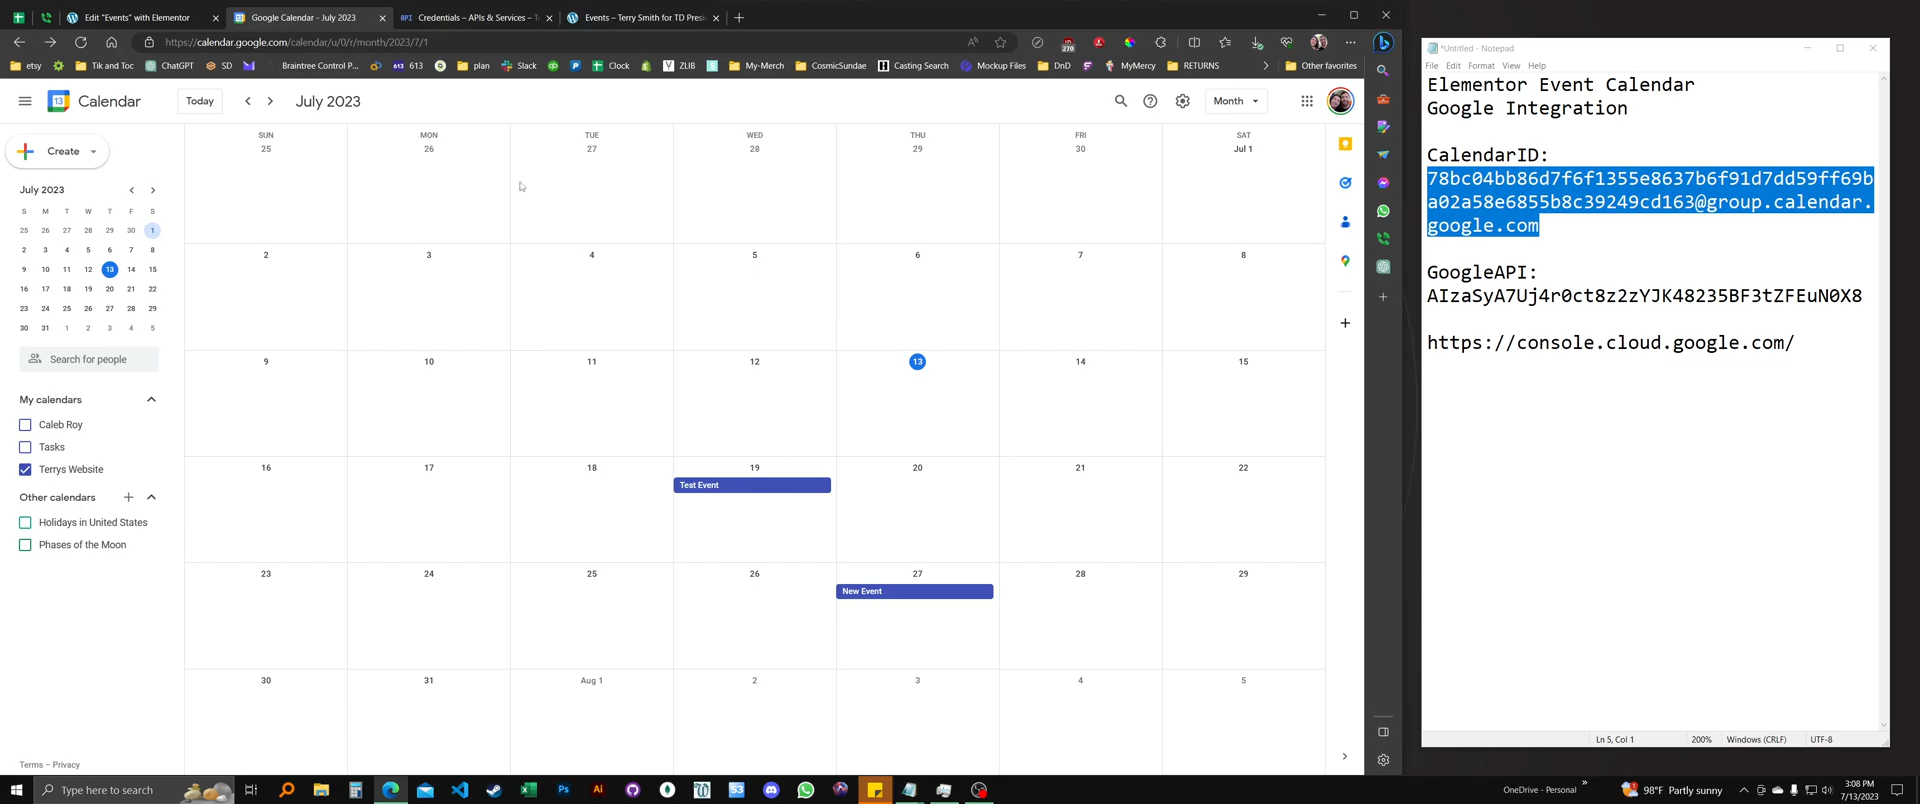 Edit "Events" with Elementor
Google Calendar - July 2023
API Credentials – APIs & Services –
Events – Terry Smith for TD Presi
https://calendar.google.com/calendar/u/0/r/month/2023/7/1
270
etsy
Tik and Toc
ChatGPT
SD
Braintree Control P...
613 613
plan
Slack
Clock
ZLIB
My-Merch
CosmicSundae
Casting Search
Mockup Files
DnD
MyMercy
RETURNS
Other favorites
13 Calendar
Today
July 2023
Month
Create
July 2023
S M T W T F S
25 26 27 28 29 30 1
2 3 4 5 6 7 8
9 10 11 12 13 14 15
16 17 18 19 20 21 22
23 24 25 26 27 28 29
30 31 1 2 3 4 5
Search for people
My calendars
Caleb Roy
Tasks
Terrys Website
Other calendars
Holidays in United States
Phases of the Moon
Terms – Privacy
SUN MON TUE WED THU FRI SAT
25 26 27 28 29 30 Jul 1
2 3 4 5 6 7 8
9 10 11 12 13 14 15
16 17 18 19 20 21 22
Test Event
23 24 25 26 27 28 29
New Event
30 31 Aug 1 2 3 4 5
*Untitled - Notepad
File Edit Format View Help
Elementor Event Calendar
Google Integration
CalendarID:
78bc04bb86d7f6f1355e8637b6f91d7dd59ff69b
a02a58e6855b8c39249cd163@group.calendar.
google.com
GoogleAPI:
AIzaSyA7Uj4r0ct8z2zYJK48235BF3tZFEuN0X8
https://console.cloud.google.com/
Ln 5, Col 1
200%
Windows (CRLF)
UTF-8
Type here to search
Ps
Ai
S3
OneDrive - Personal
98°F Partly sunny
3:08 PM
7/13/2023